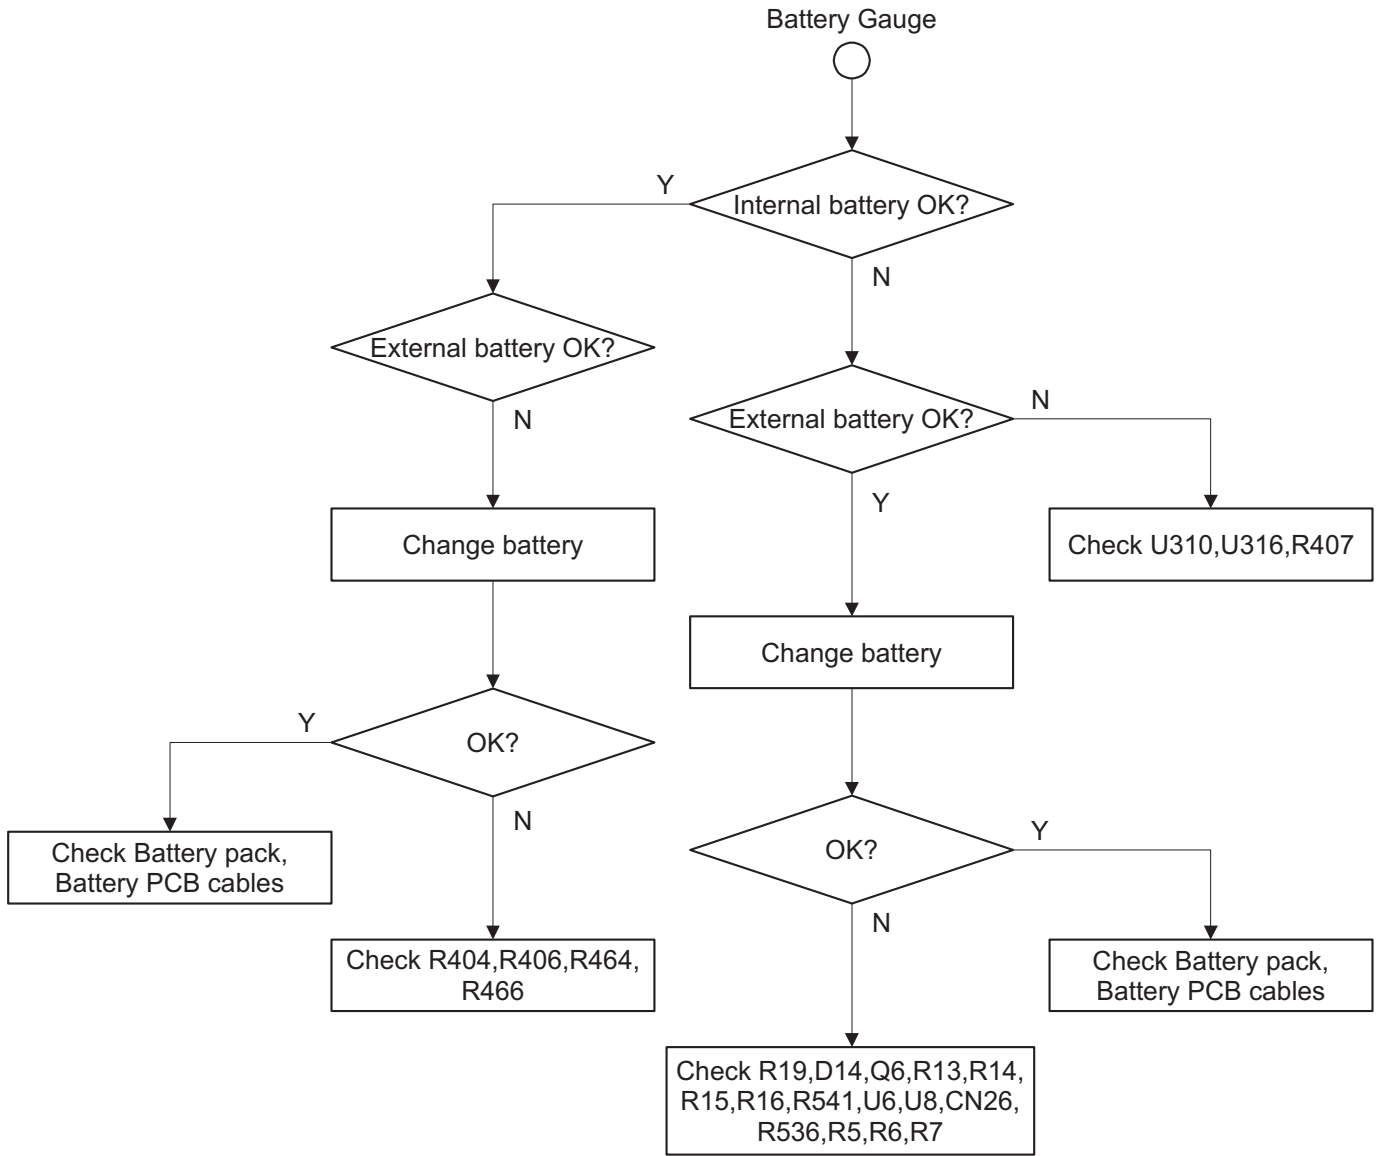 Battery Gauge
Internal battery OK?
Y
N
External battery OK?
N
External battery OK?
N
Y
Change battery
Check U310,U316,R407
Change battery
OK?
Y
N
OK?
Y
N
Check Battery pack,
Battery PCB cables
Check R404,R406,R464,
R466
Check Battery pack,
Battery PCB cables
Check R19,D14,Q6,R13,R14,
R15,R16,R541,U6,U8,CN26,
R536,R5,R6,R7